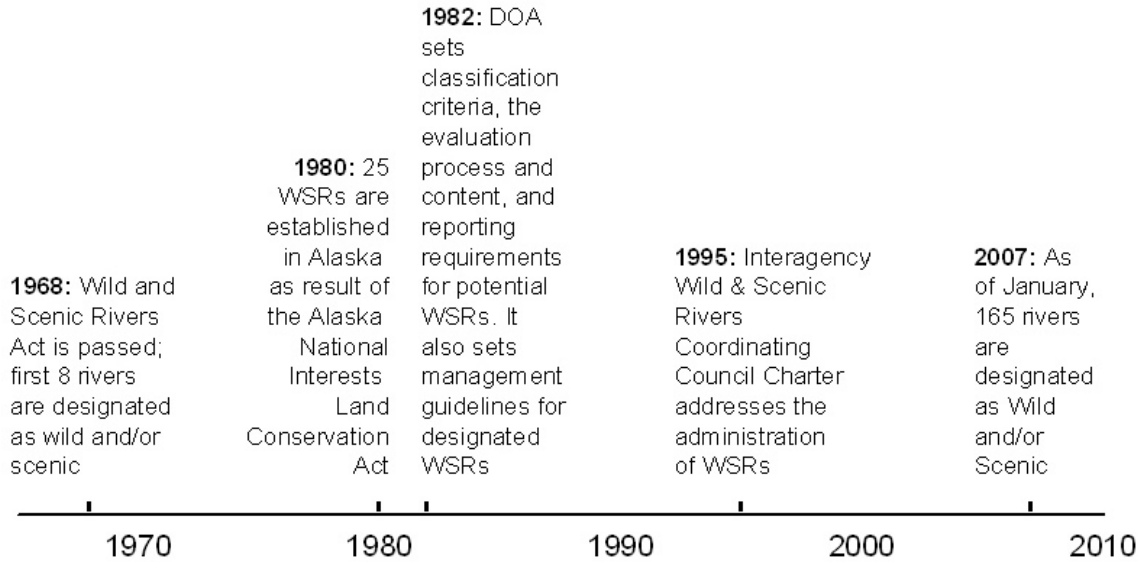 1968: Wild and
Scenic Rivers
Act is passed;
first 8 rivers
are designated
as wild and/or
scenic
1980: 25
WSRs are
established
in Alaska
as result of
the Alaska
National
Interests
Land
Conservation
Act
1982: DOA
sets
classification
criteria, the
evaluation
process and
content, and
reporting
requirements
for potential
WSRs. It
also sets
management
guidelines for
designated
WSRs
1995: Interagency
Wild & Scenic
Rivers
Coordinating
Council Charter
addresses the
administration
of WSRs
2007: As
of January,
165 rivers
are
designated
as Wild
and/or
Scenic
1970 1980 1990 2000 2010